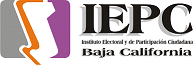 IEPC
Instituto Electoral y de Participación Ciudadana
Baja California